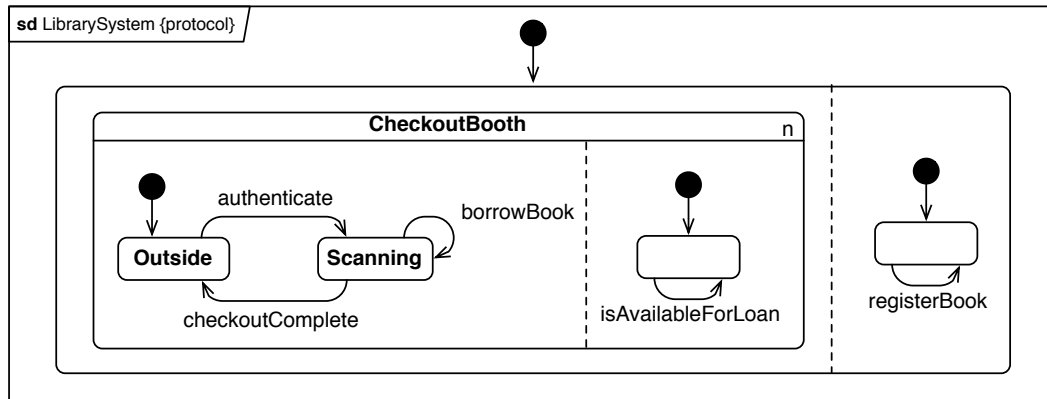 sd LibrarySystem {protocol}
CheckoutBooth
n
authenticate
borrowBook
Outside
Scanning
checkoutComplete
isAvailableForLoan
registerBook